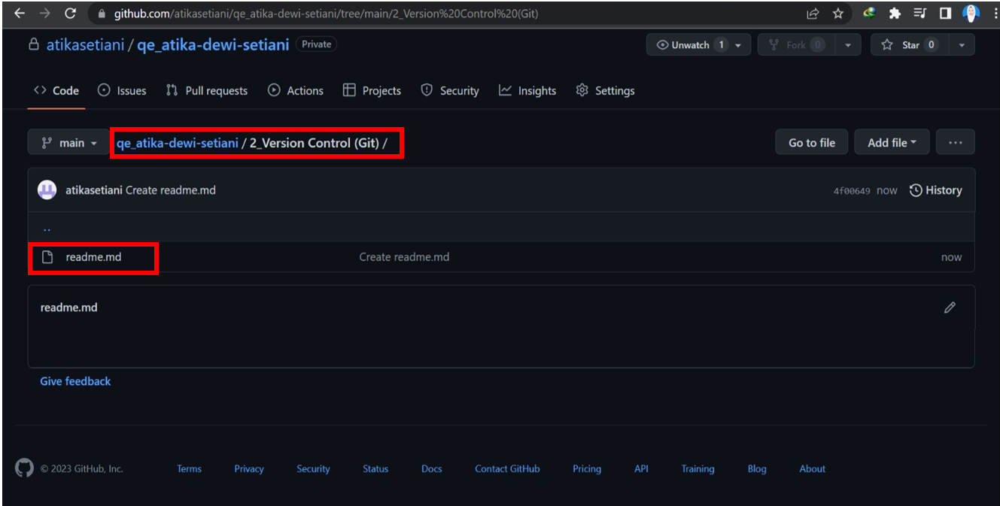 github.com/atikasetiani/qe_atika-dewi-setiani/tree/main/2_Version%20Control%20(Git)
atikasetiani / qe_atika-dewi-setiani Private Unwatch 1 Fork 0 Star 0
Code Issues Pull requests Actions Projects Security Insights Settings
main qe_atika-dewi-setiani / 2_Version Control (Git) / Go to file Add file ...
atikasetiani Create readme.md 4f00649 now History
..
readme.md Create readme.md now
readme.md
Give feedback
© 2023 GitHub, Inc. Terms Privacy Security Status Docs Contact GitHub Pricing API Training Blog About